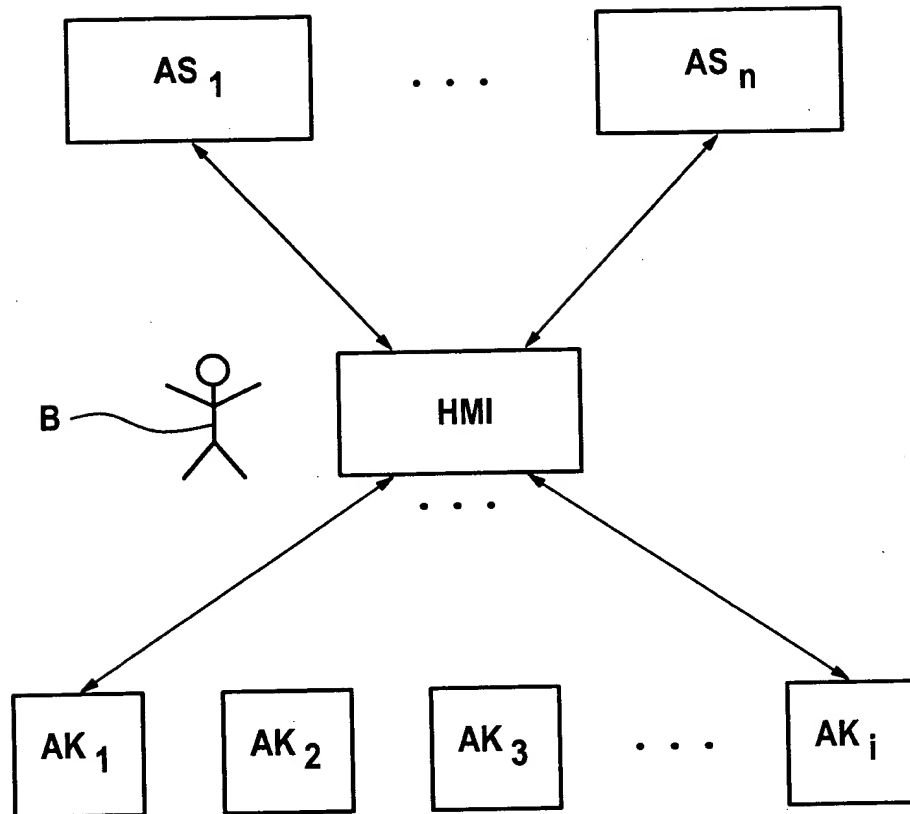 AS 1 . . . AS n
B HMI
. . .
AK 1 AK 2 AK 3 . . . AK i